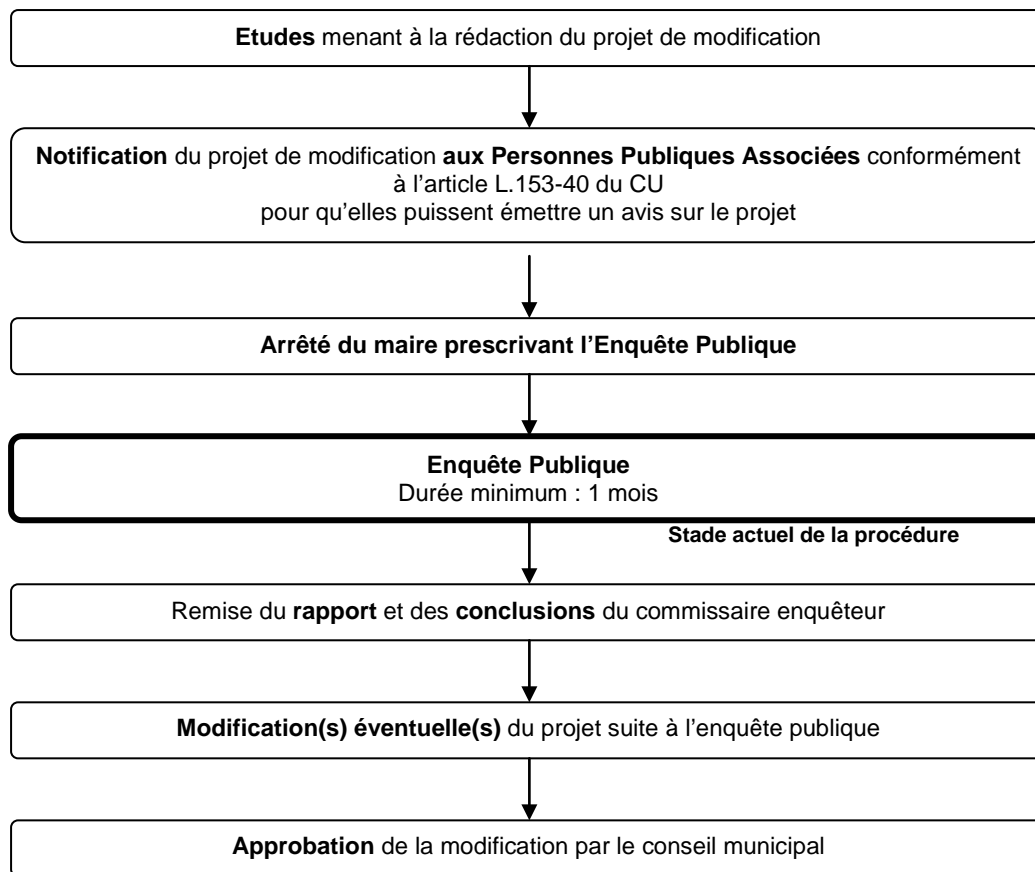 Etudes menant à la rédaction du projet de modification
Notification du projet de modification aux Personnes Publiques Associées conformément
à l’article L.153-40 du CU
pour qu’elles puissent émettre un avis sur le projet
Arrêté du maire prescrivant l’Enquête Publique
Enquête Publique
Durée minimum : 1 mois
Stade actuel de la procédure
Remise du rapport et des conclusions du commissaire enquêteur
Modification(s) éventuelle(s) du projet suite à l’enquête publique
Approbation de la modification par le conseil municipal